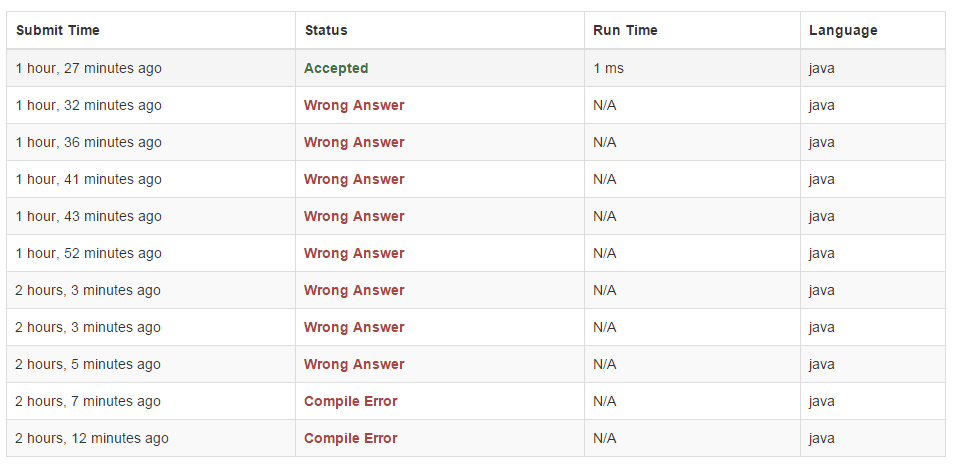 Submit Time Status Run Time Language
1 hour, 27 minutes ago Accepted 1 ms java
1 hour, 32 minutes ago Wrong Answer N/A java
1 hour, 36 minutes ago Wrong Answer N/A java
1 hour, 41 minutes ago Wrong Answer N/A java
1 hour, 43 minutes ago Wrong Answer N/A java
1 hour, 52 minutes ago Wrong Answer N/A java
2 hours, 3 minutes ago Wrong Answer N/A java
2 hours, 3 minutes ago Wrong Answer N/A java
2 hours, 5 minutes ago Wrong Answer N/A java
2 hours, 7 minutes ago Compile Error N/A java
2 hours, 12 minutes ago Compile Error N/A java